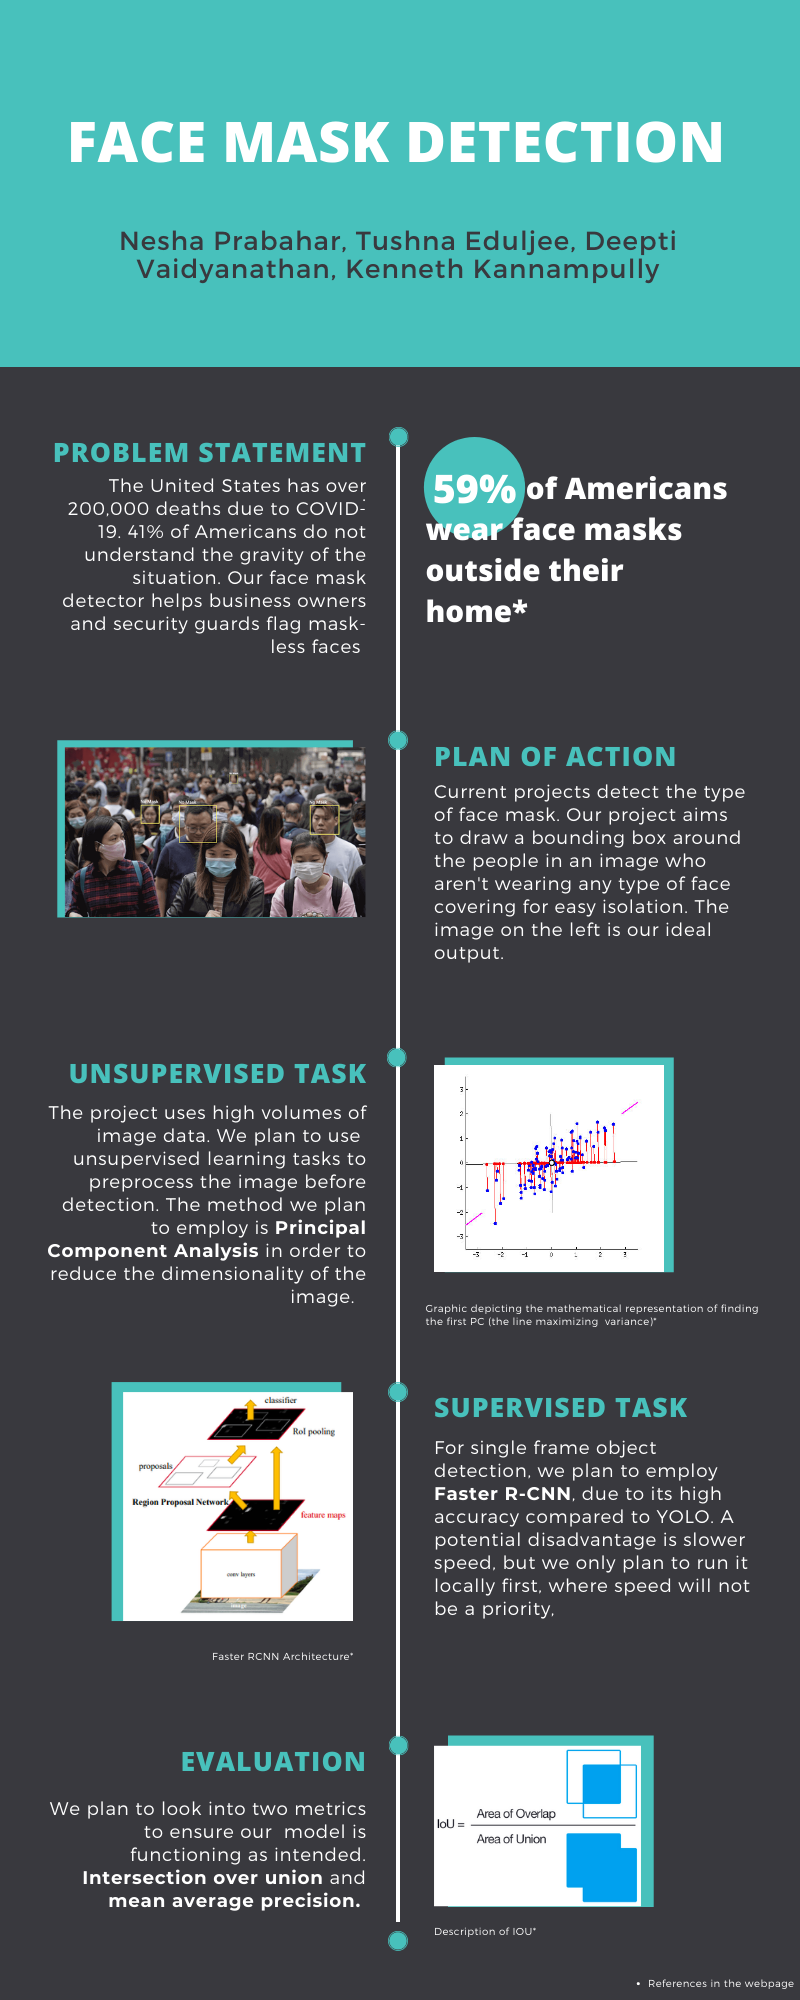 FACE MASK DETECTION
Nesha Prabahar, Tushna Eduljee, Deepti
Vaidyanathan, Kenneth Kannampully
PROBLEM STATEMENT
The United States has over
200,000 deaths due to COVID-
19. 41% of Americans do not
understand the gravity of the
situation. Our face mask
detector helps business owners
and security guards flag mask-
less faces
59% of Americans
wear face masks
outside their
home*
No Mask
No Mask
No Mask
PLAN OF ACTION
Current projects detect the type
of face mask. Our project aims
to draw a bounding box around
the people in an image who
aren't wearing any type of face
covering for easy isolation. The
image on the left is our ideal
output.
UNSUPERVISED TASK
The project uses high volumes of
image data. We plan to use
unsupervised learning tasks to
preprocess the image before
detection. The method we plan
to employ is Principal
Component Analysis in order to
reduce the dimensionality of the
image.
3
2
1
0
-1
-2
-3
-3 -2 -1 0 1 2 3
Graphic depicting the mathematical representation of finding
the first PC (the line maximizing variance)*
classifier
RoI pooling
proposals
Region Proposal Network
feature maps
conv layers
image
Faster RCNN Architecture*
SUPERVISED TASK
For single frame object
detection, we plan to employ
Faster R-CNN, due to its high
accuracy compared to YOLO. A
potential disadvantage is slower
speed, but we only plan to run it
locally first, where speed will not
be a priority,
EVALUATION
We plan to look into two metrics
to ensure our model is
functioning as intended.
Intersection over union and
mean average precision.
IoU =
Area of Overlap
Area of Union
Description of IOU*
• References in the webpage